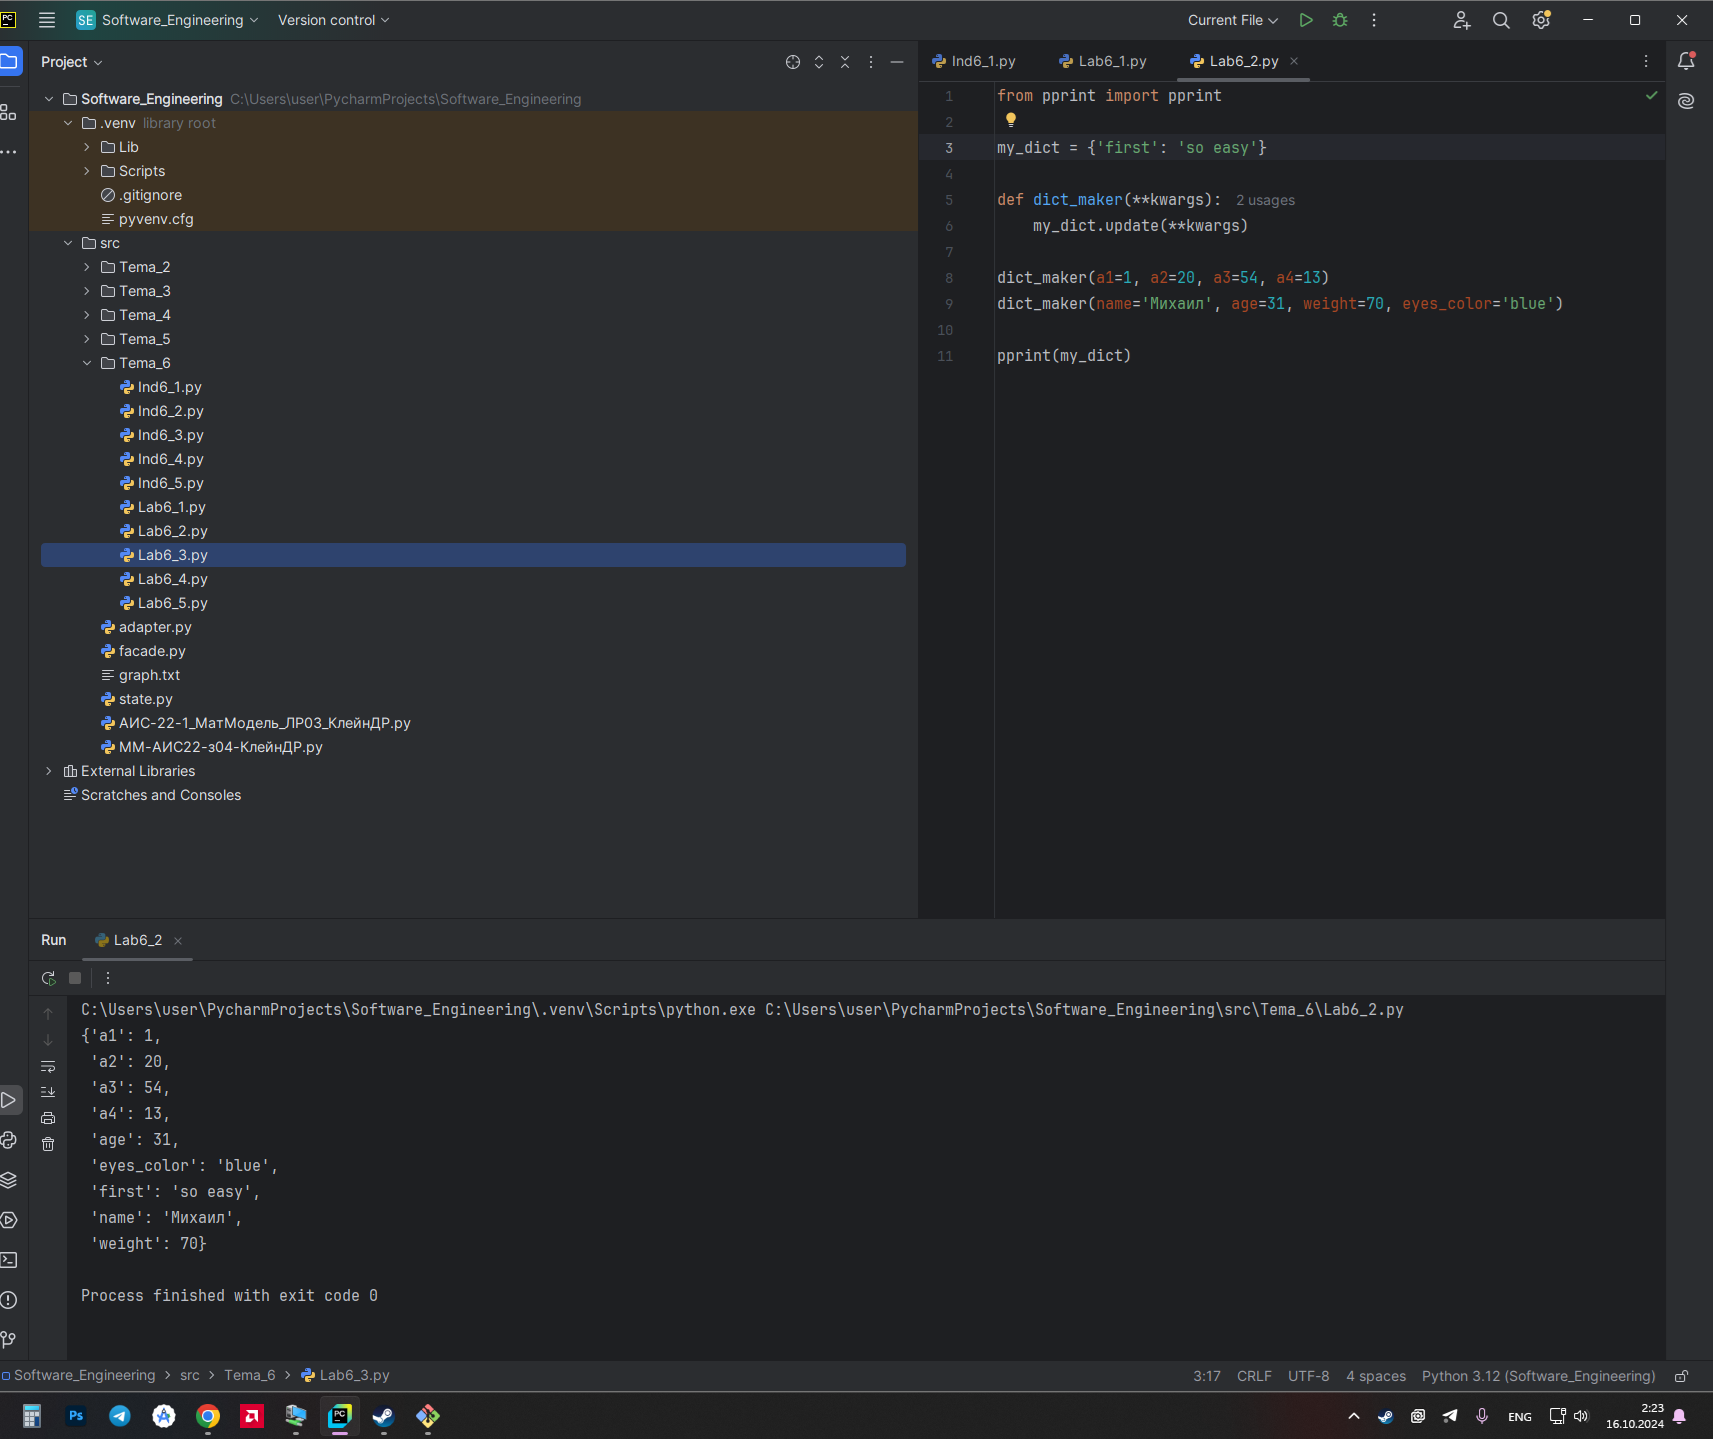 SE Software_Engineering Version control Current File
Project
Ind6_1.py Lab6_1.py Lab6_2.py
Software_Engineering C:\Users\user\PycharmProjects\Software_Engineering
.venv library root
Lib
Scripts
.gitignore
pyvenv.cfg
src
Tema_2
Tema_3
Tema_4
Tema_5
Tema_6
Ind6_1.py
Ind6_2.py
Ind6_3.py
Ind6_4.py
Ind6_5.py
Lab6_1.py
Lab6_2.py
Lab6_3.py
Lab6_4.py
Lab6_5.py
adapter.py
facade.py
graph.txt
state.py
АИС-22-1_МатМодель_ЛР03_КлейнДР.py
ММ-АИС22-з04-КлейнДР.py
External Libraries
Scratches and Consoles
1 from pprint import pprint
2
3 my_dict = {'first': 'so easy'}
4
5 def dict_maker(**kwargs): 2 usages
6 my_dict.update(**kwargs)
7
8 dict_maker(a1=1, a2=20, a3=54, a4=13)
9 dict_maker(name='Михаил', age=31, weight=70, eyes_color='blue')
10
11 pprint(my_dict)
Run Lab6_2
C:\Users\user\PycharmProjects\Software_Engineering\.venv\Scripts\python.exe C:\Users\user\PycharmProjects\Software_Engineering\src\Tema_6\Lab6_2.py
{'a1': 1,
'a2': 20,
'a3': 54,
'a4': 13,
'age': 31,
'eyes_color': 'blue',
'first': 'so easy',
'name': 'Михаил',
'weight': 70}
Process finished with exit code 0
Software_Engineering > src > Tema_6 > Lab6_3.py 3:17 CRLF UTF-8 4 spaces Python 3.12 (Software_Engineering)
Ps PC ENG 2:23
16.10.2024